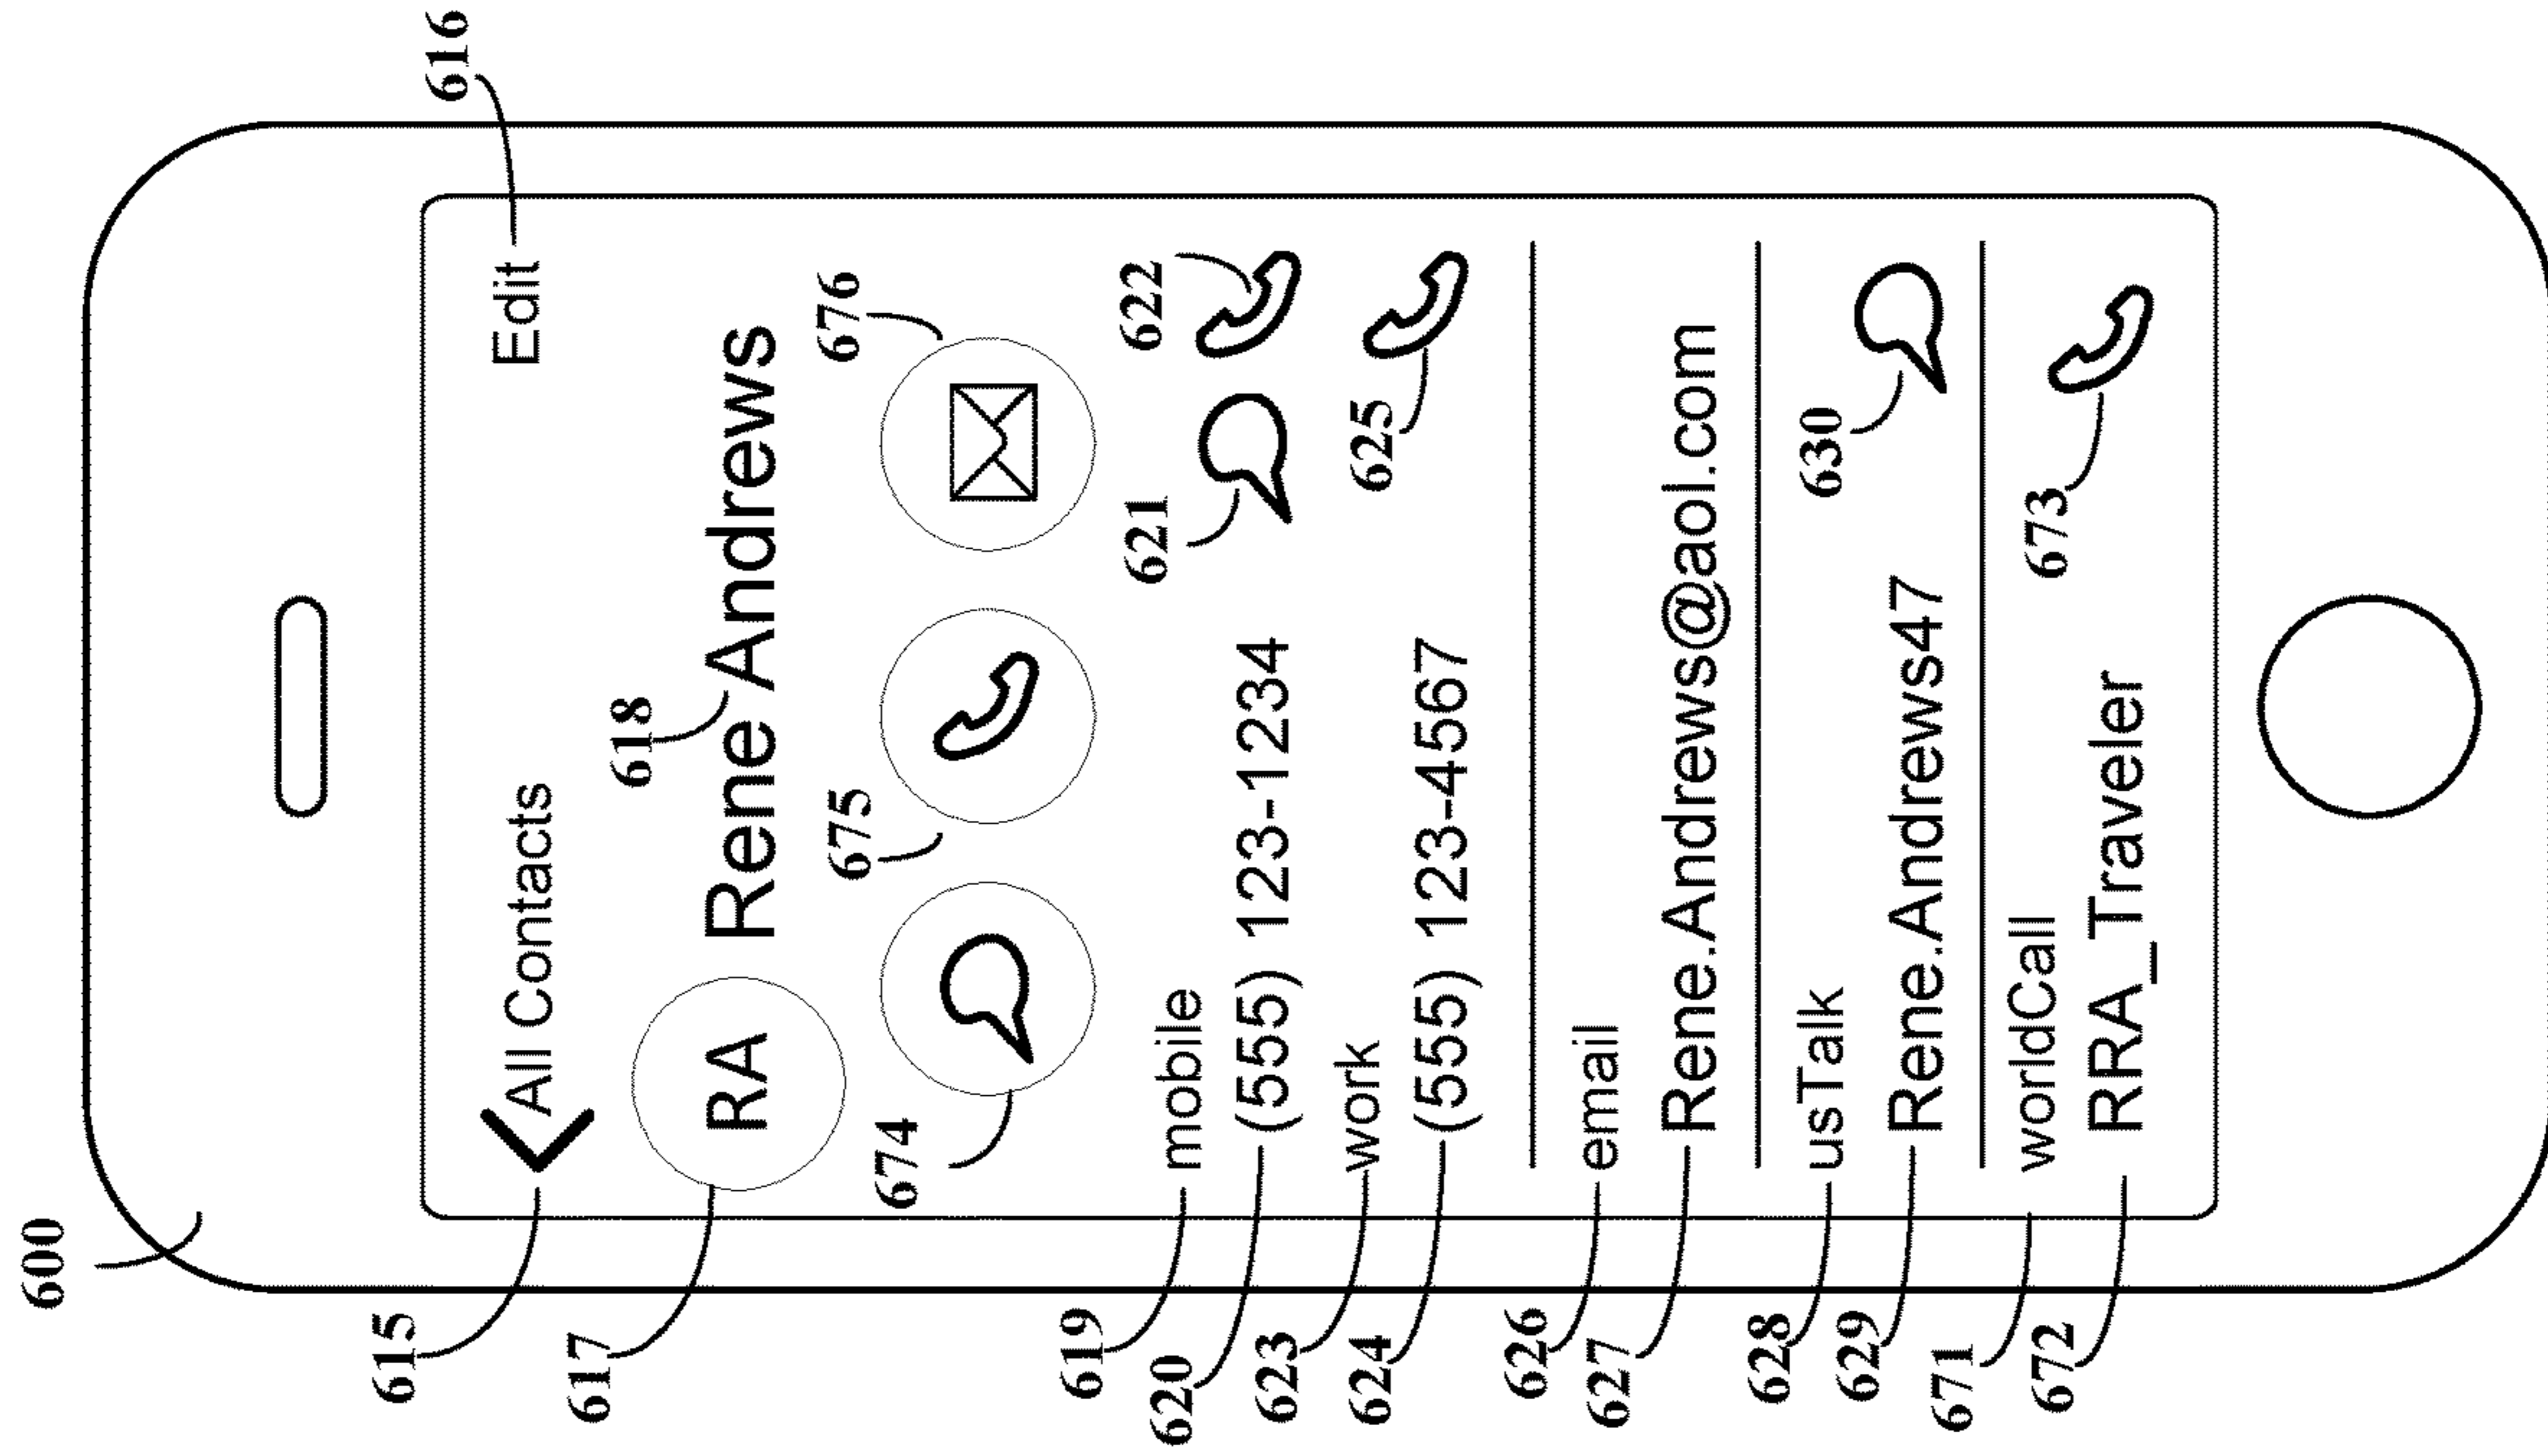 600
616
615
All Contacts
Edit
618
617
RA
Rene Andrews
674
675
676
619
mobile
621
622
620
(555) 123-1234
623
work
625
624
(555) 123-4567
626
email
627
Rene.Andrews@aol.com
628
usTalk
630
629
Rene.Andrews47
671
worldCall
673
672
RRA_Traveler